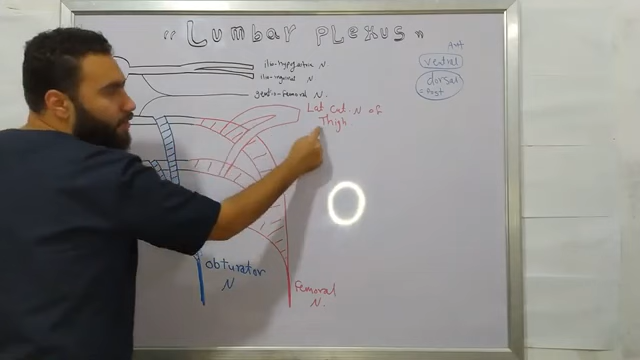 " Lumbar PLEXUS "
ilio-hypogastric N
ilio-inguinal N
genito-femoral N.
Lat. Cut. N of
Thigh
obturator
N
Femoral
N.
Ant
ventral
dorsal
= Post